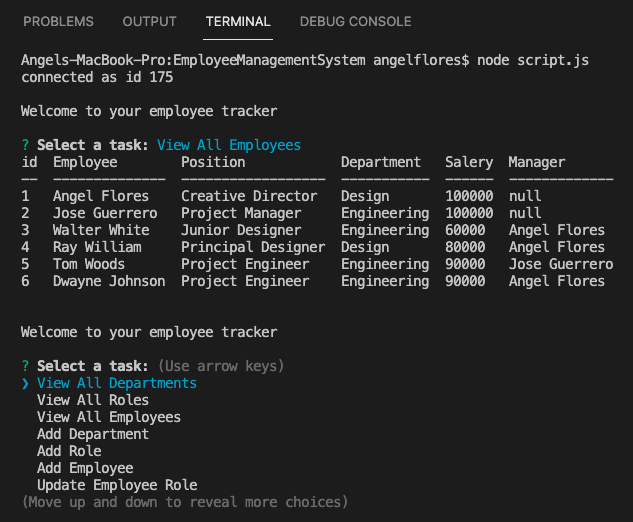 PROBLEMS OUTPUT TERMINAL DEBUG CONSOLE
Angels-MacBook-Pro:EmployeeManagementSystem angelflores$ node script.js
connected as id 175
Welcome to your employee tracker
? Select a task: View All Employees
id  Employee        Position            Department   Salery  Manager
--  --------------  ------------------  -----------  ------  -------------
1   Angel Flores    Creative Director   Design       100000  null
2   Jose Guerrero   Project Manager     Engineering  100000  null
3   Walter White    Junior Designer     Engineering  60000   Angel Flores
4   Ray William     Principal Designer  Design       80000   Angel Flores
5   Tom Woods       Project Engineer    Engineering  90000   Jose Guerrero
6   Dwayne Johnson  Project Engineer    Engineering  90000   Angel Flores
Welcome to your employee tracker
? Select a task: (Use arrow keys)
❯ View All Departments
  View All Roles
  View All Employees
  Add Department
  Add Role
  Add Employee
  Update Employee Role
(Move up and down to reveal more choices)